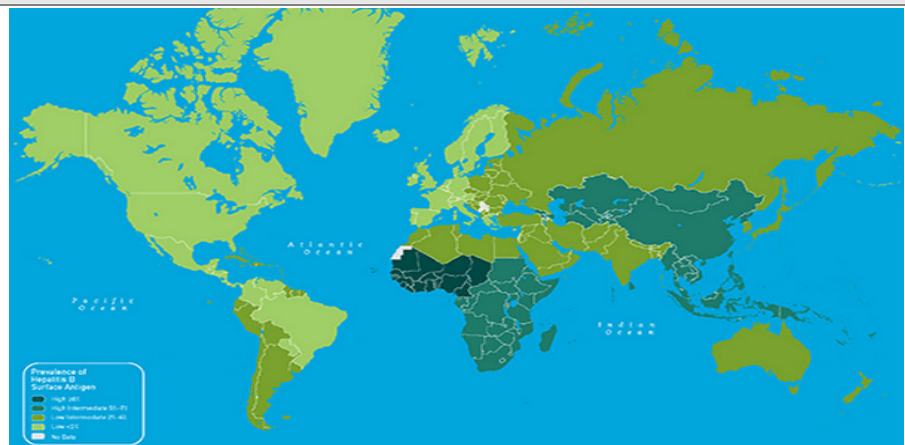 Atlantic
Ocean
Pacific
Ocean
Indian
Ocean
Prevalence of
Hepatitis B
Surface Antigen
High ≥8%
High Intermediate 5%-7%
Low Intermediate 2%-4%
Low <2%
No Data